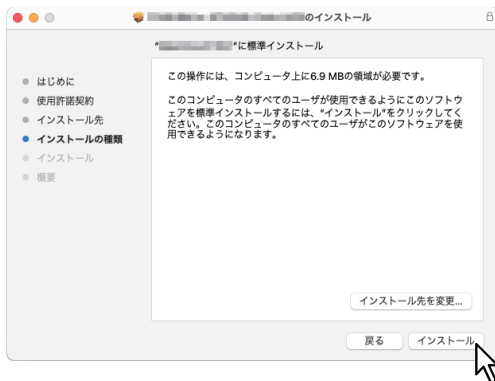 のインストール
“ ”に標準インストール
はじめに
使用許諾契約
インストール先
インストールの種類
インストール
概要
この操作には、コンピュータ上に6.9 MBの領域が必要です。
このコンピュータのすべてのユーザが使用できるようにこのソフトウ
ェアを標準インストールするには、“インストール”をクリックしてく
ださい。このコンピュータのすべてのユーザがこのソフトウェアを使
用できるようになります。
インストール先を変更...
戻る
インストール